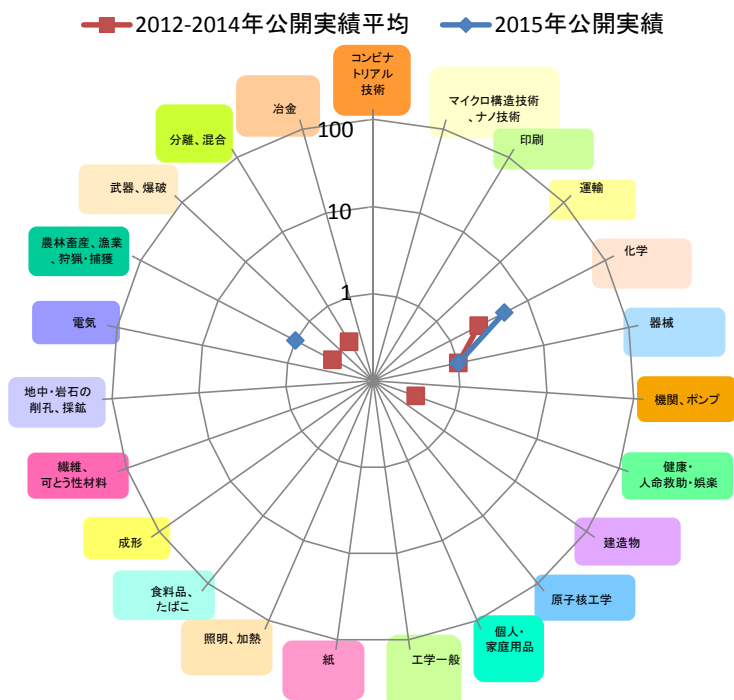 2012-2014年公開実績平均
2015年公開実績
コンビナ
トリアル
技術
マイクロ構造技術
、ナノ技術
印刷
運輸
化学
器械
機関、ポンプ
健康・
人命救助・娯楽
建造物
原子核工学
個人・
家庭用品
工学一般
紙
照明、加熱
食料品、
たばこ
成形
繊維、
可とう性材料
地中・岩石の
削孔、採鉱
電気
農林畜産、漁業
、狩猟・捕獲
武器、爆破
分離、混合
冶金
100
10
1